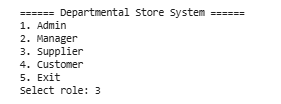 ====== Departmental Store System ======
1. Admin
2. Manager
3. Supplier
4. Customer
5. Exit
Select role: 3